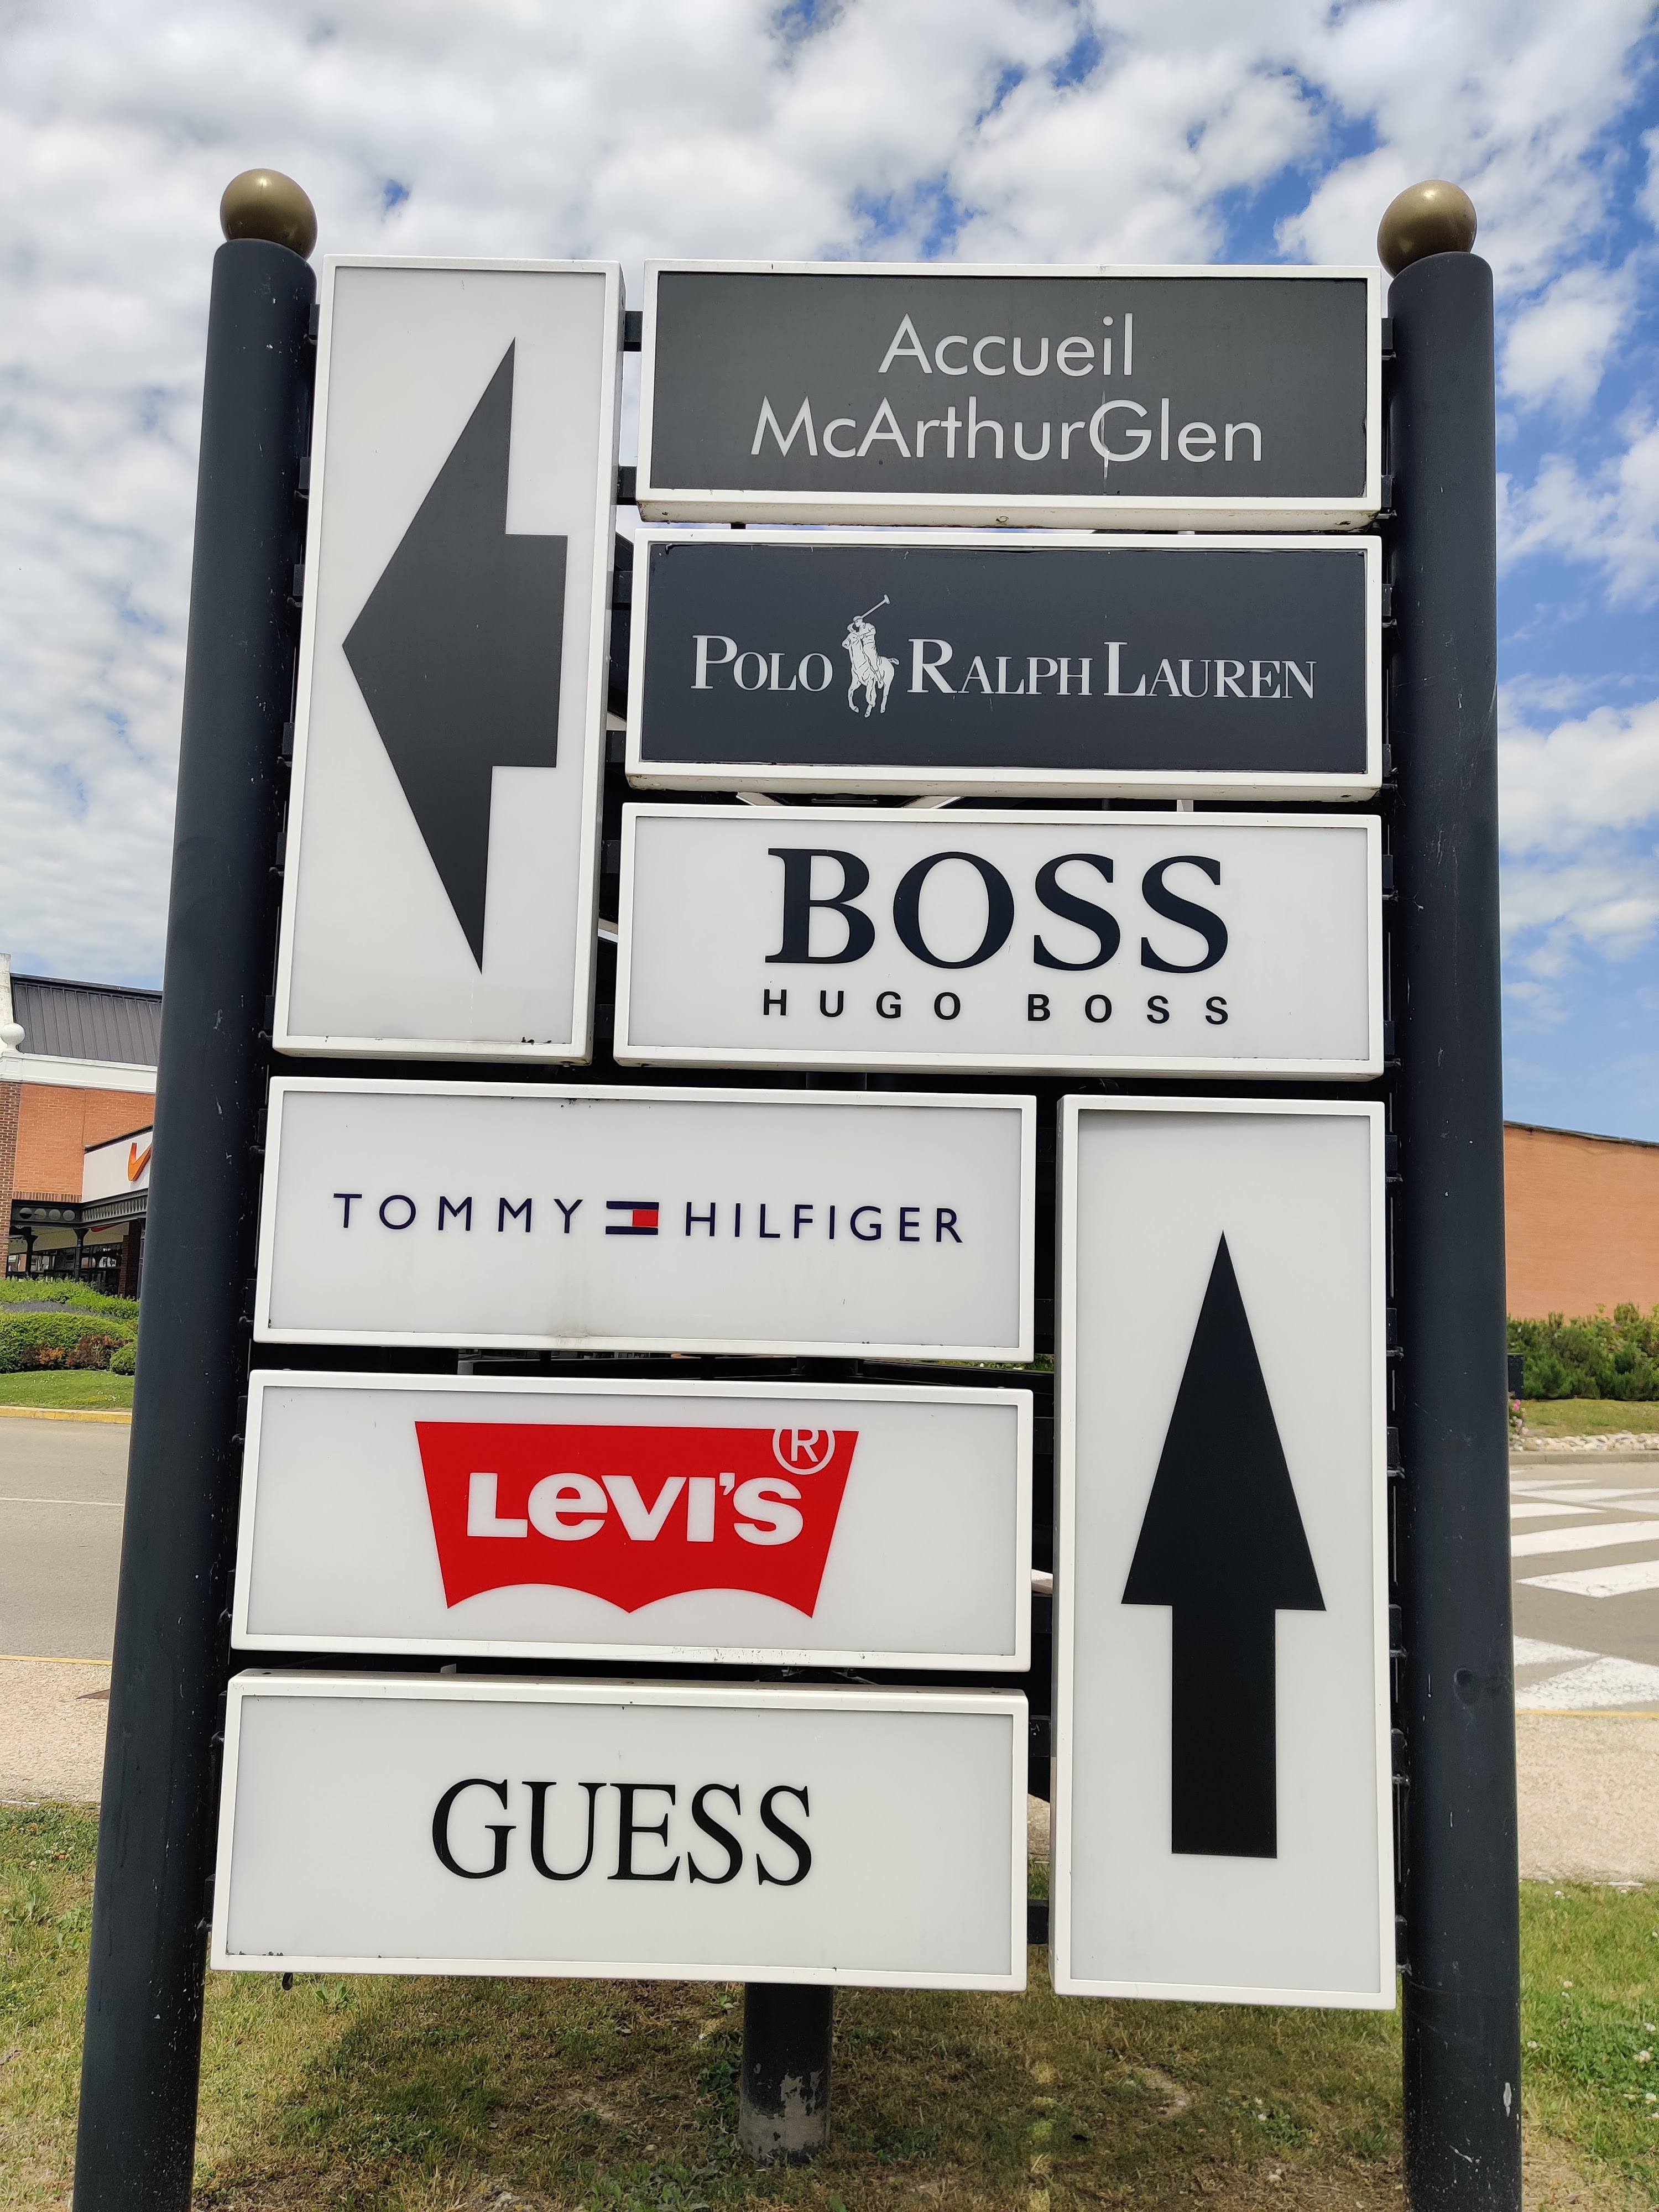 Accueil
McArthurGlen
POLO RALPH LAUREN
BOSS
HUGO BOSS
TOMMY HILFIGER
LEVI'S®
GUESS